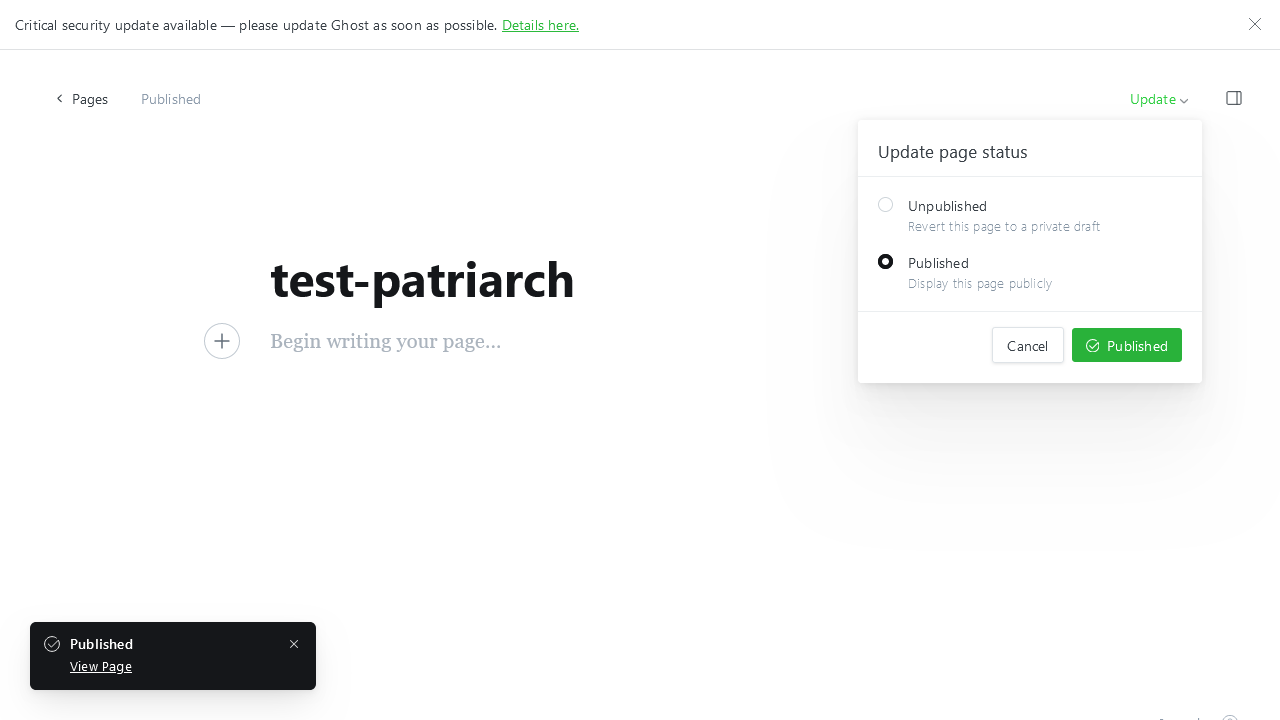 Critical security update available — please update Ghost as soon as possible. Details here.
Pages
Published
Update
Update page status
Unpublished
Revert this page to a private draft
Published
Display this page publicly
Cancel
Published
test-patriarch
Begin writing your page...
Published
View Page